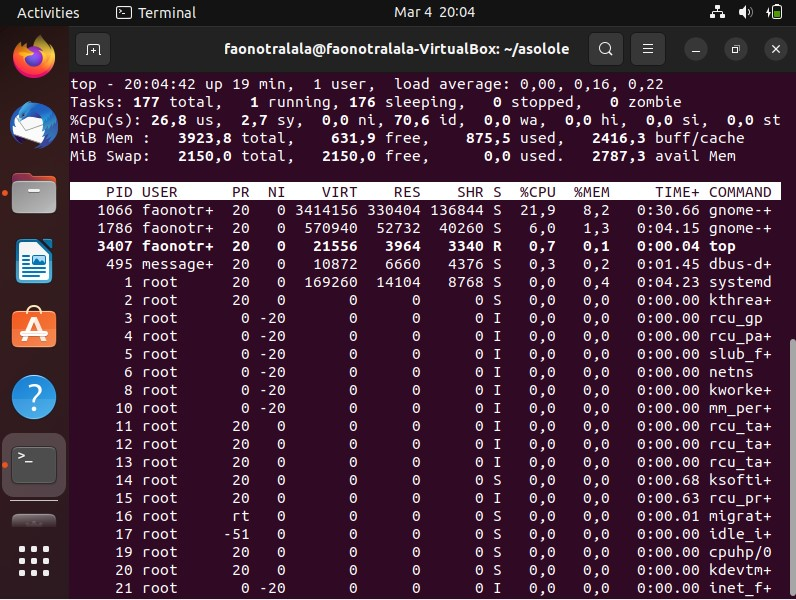 Activities Terminal Mar 4 20:04
faonotralala@faonotralala-VirtualBox: ~/asolole
top - 20:04:42 up 19 min,  1 user,  load average: 0,00, 0,16, 0,22
Tasks: 177 total,   1 running, 176 sleeping,   0 stopped,   0 zombie
%Cpu(s): 26,8 us,  2,7 sy,  0,0 ni, 70,6 id,  0,0 wa,  0,0 hi,  0,0 si,  0,0 st
MiB Mem :   3923,8 total,    631,9 free,    875,5 used,   2416,3 buff/cache
MiB Swap:   2150,0 total,   2150,0 free,      0,0 used.   2787,3 avail Mem
PID USER      PR  NI    VIRT    RES    SHR S  %CPU  %MEM     TIME+ COMMAND
1066 faonotr+  20   0 3414156 330404 136844 S  21,9   8,2   0:30.66 gnome-+
1786 faonotr+  20   0  570940  52732  40260 S   6,0   1,3   0:04.15 gnome-+
3407 faonotr+  20   0   21556   3964   3340 R   0,7   0,1   0:00.04 top
495 message+  20   0   10872   6660   4376 S   0,3   0,2   0:01.45 dbus-d+
1 root      20   0  169260  14104   8768 S   0,0   0,4   0:04.23 systemd
2 root      20   0       0      0      0 S   0,0   0,0   0:00.00 kthrea+
3 root       0 -20       0      0      0 I   0,0   0,0   0:00.00 rcu_gp
4 root       0 -20       0      0      0 I   0,0   0,0   0:00.00 rcu_pa+
5 root       0 -20       0      0      0 I   0,0   0,0   0:00.00 slub_f+
6 root       0 -20       0      0      0 I   0,0   0,0   0:00.00 netns
8 root       0 -20       0      0      0 I   0,0   0,0   0:00.00 kworke+
10 root       0 -20       0      0      0 I   0,0   0,0   0:00.00 mm_per+
11 root      20   0       0      0      0 I   0,0   0,0   0:00.00 rcu_ta+
12 root      20   0       0      0      0 I   0,0   0,0   0:00.00 rcu_ta+
13 root      20   0       0      0      0 I   0,0   0,0   0:00.00 rcu_ta+
14 root      20   0       0      0      0 S   0,0   0,0   0:00.68 ksofti+
15 root      20   0       0      0      0 I   0,0   0,0   0:00.63 rcu_pr+
16 root      rt   0       0      0      0 S   0,0   0,0   0:00.01 migrat+
17 root     -51   0       0      0      0 S   0,0   0,0   0:00.00 idle_i+
19 root      20   0       0      0      0 S   0,0   0,0   0:00.00 cpuhp/0
20 root      20   0       0      0      0 S   0,0   0,0   0:00.00 kdevtm+
21 root       0 -20       0      0      0 I   0,0   0,0   0:00.00 inet_f+